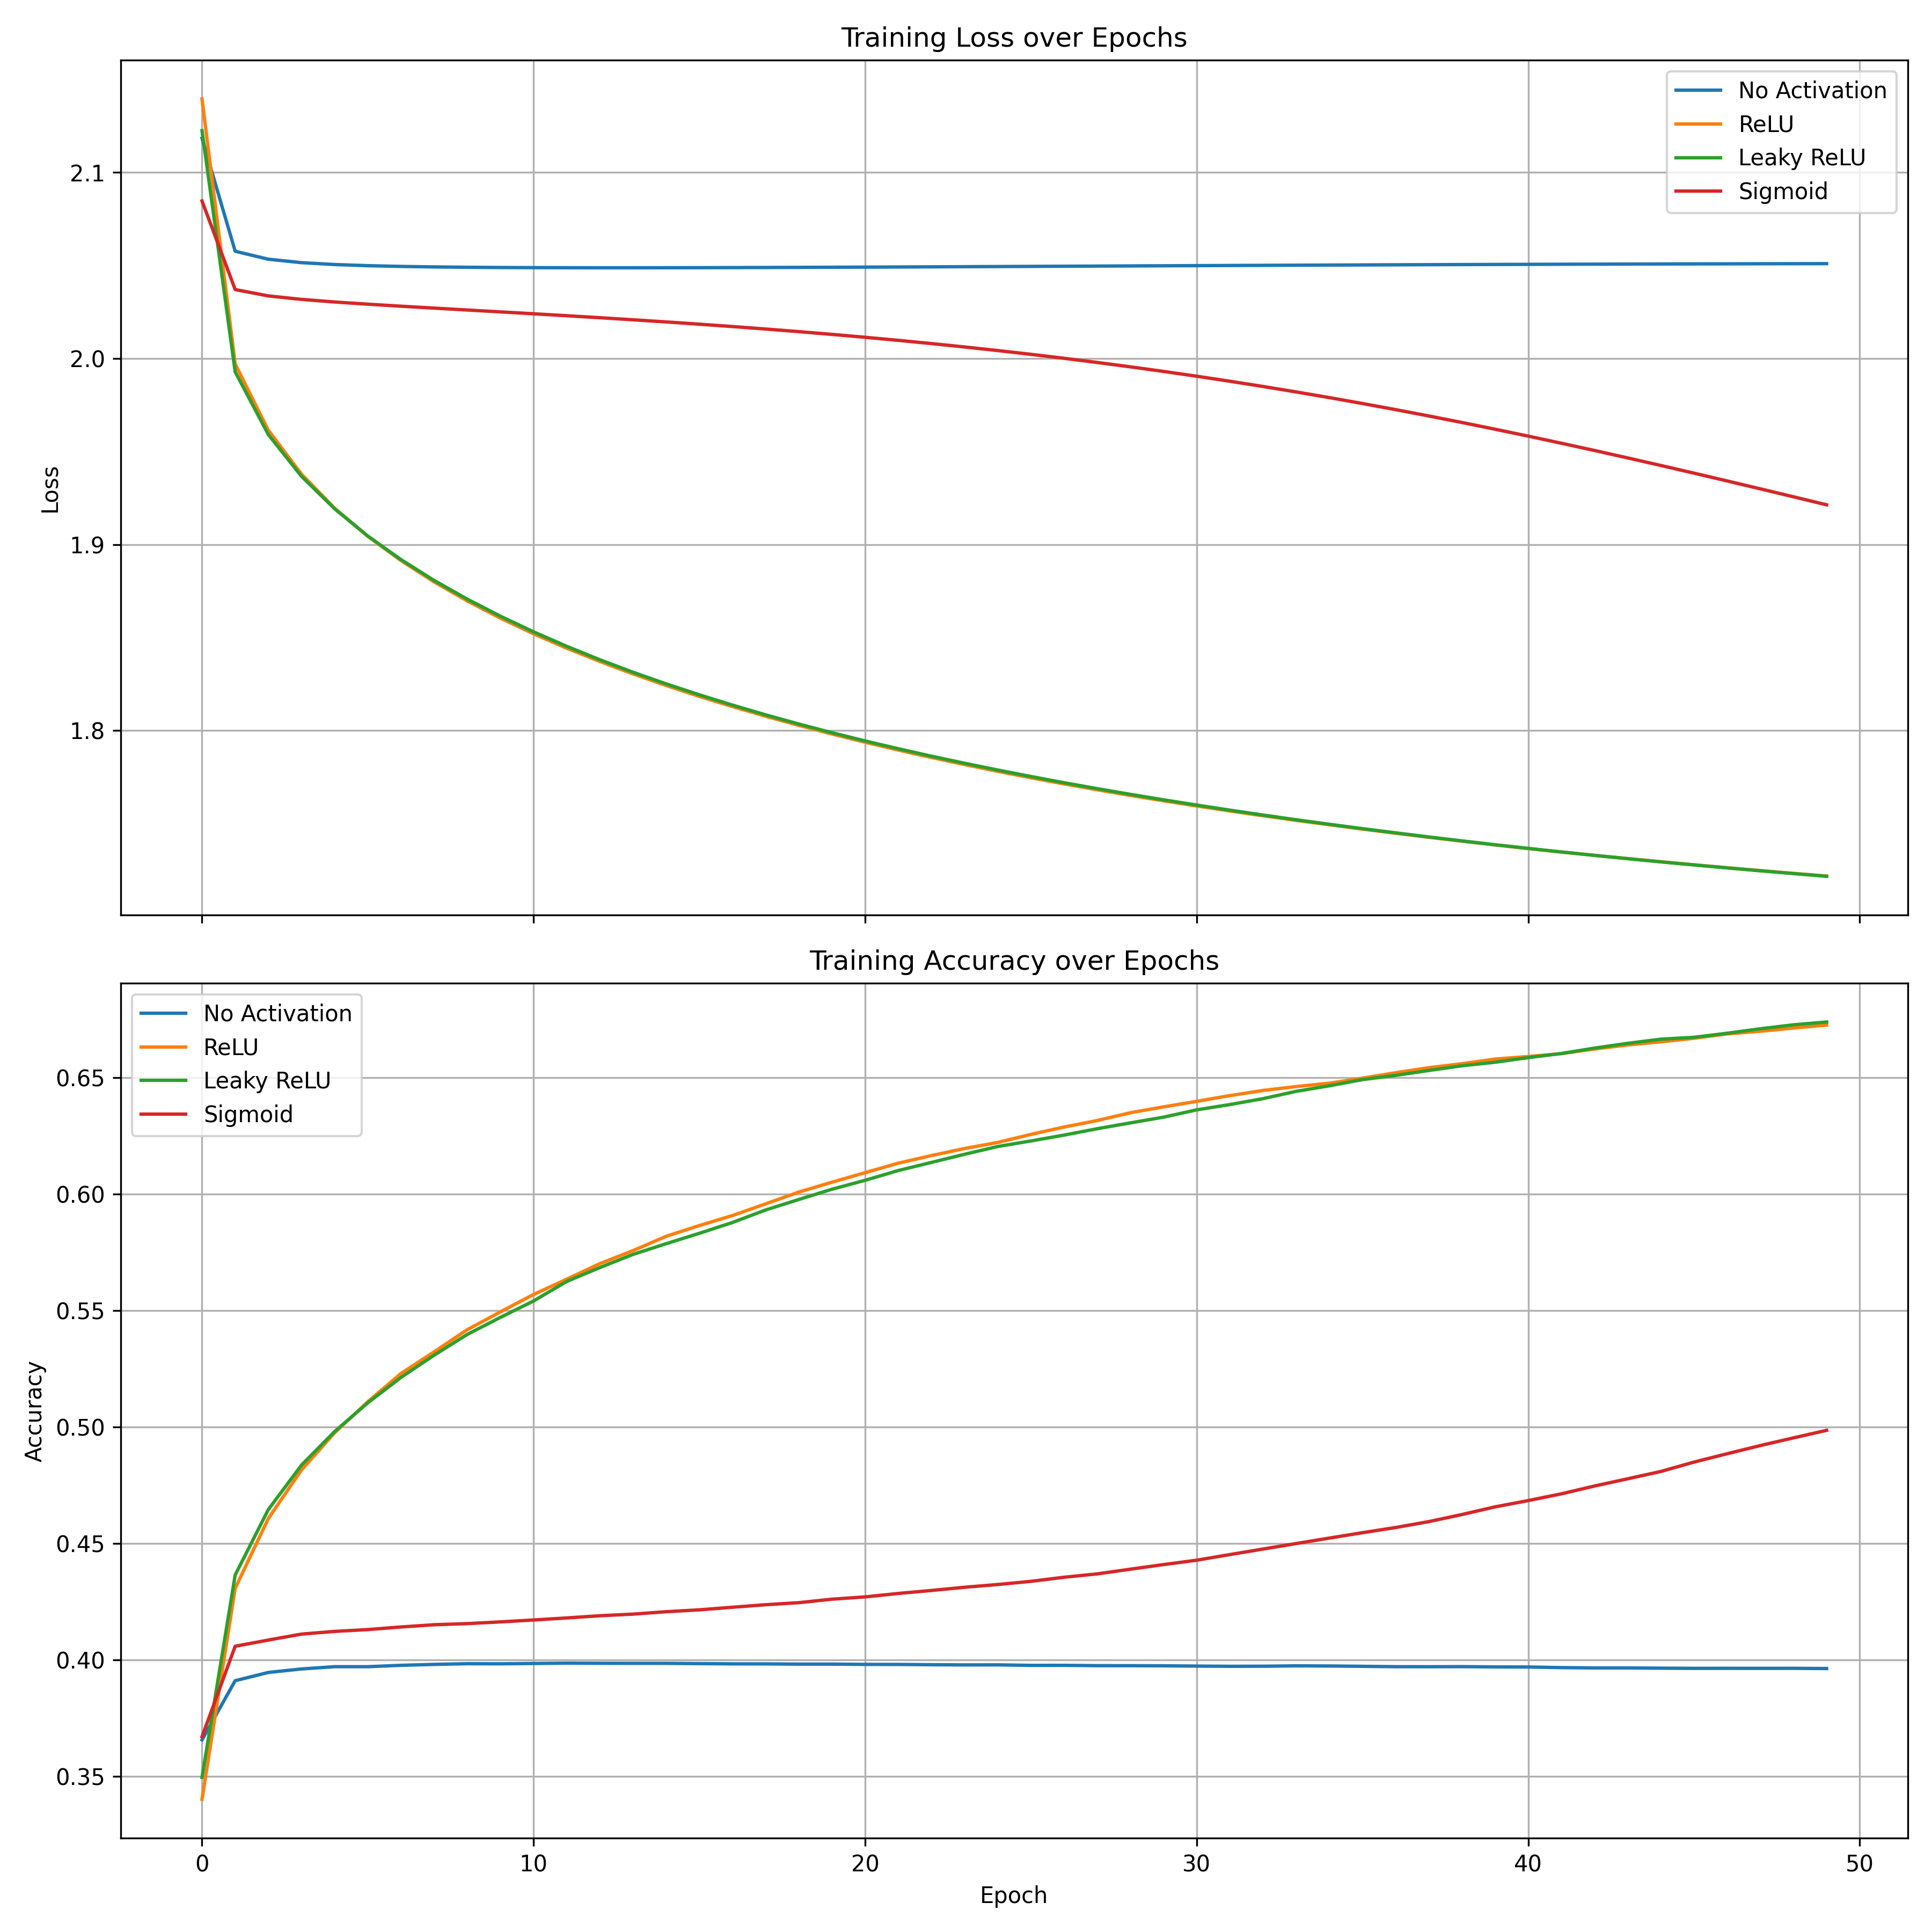 Training Loss over Epochs
No Activation
ReLU
Leaky ReLU
Sigmoid
2.1
2.0
1.9
1.8
Loss
Training Accuracy over Epochs
No Activation
ReLU
Leaky ReLU
Sigmoid
0.65
0.60
0.55
0.50
0.45
0.40
0.35
Accuracy
0 10 20 30 40 50
Epoch